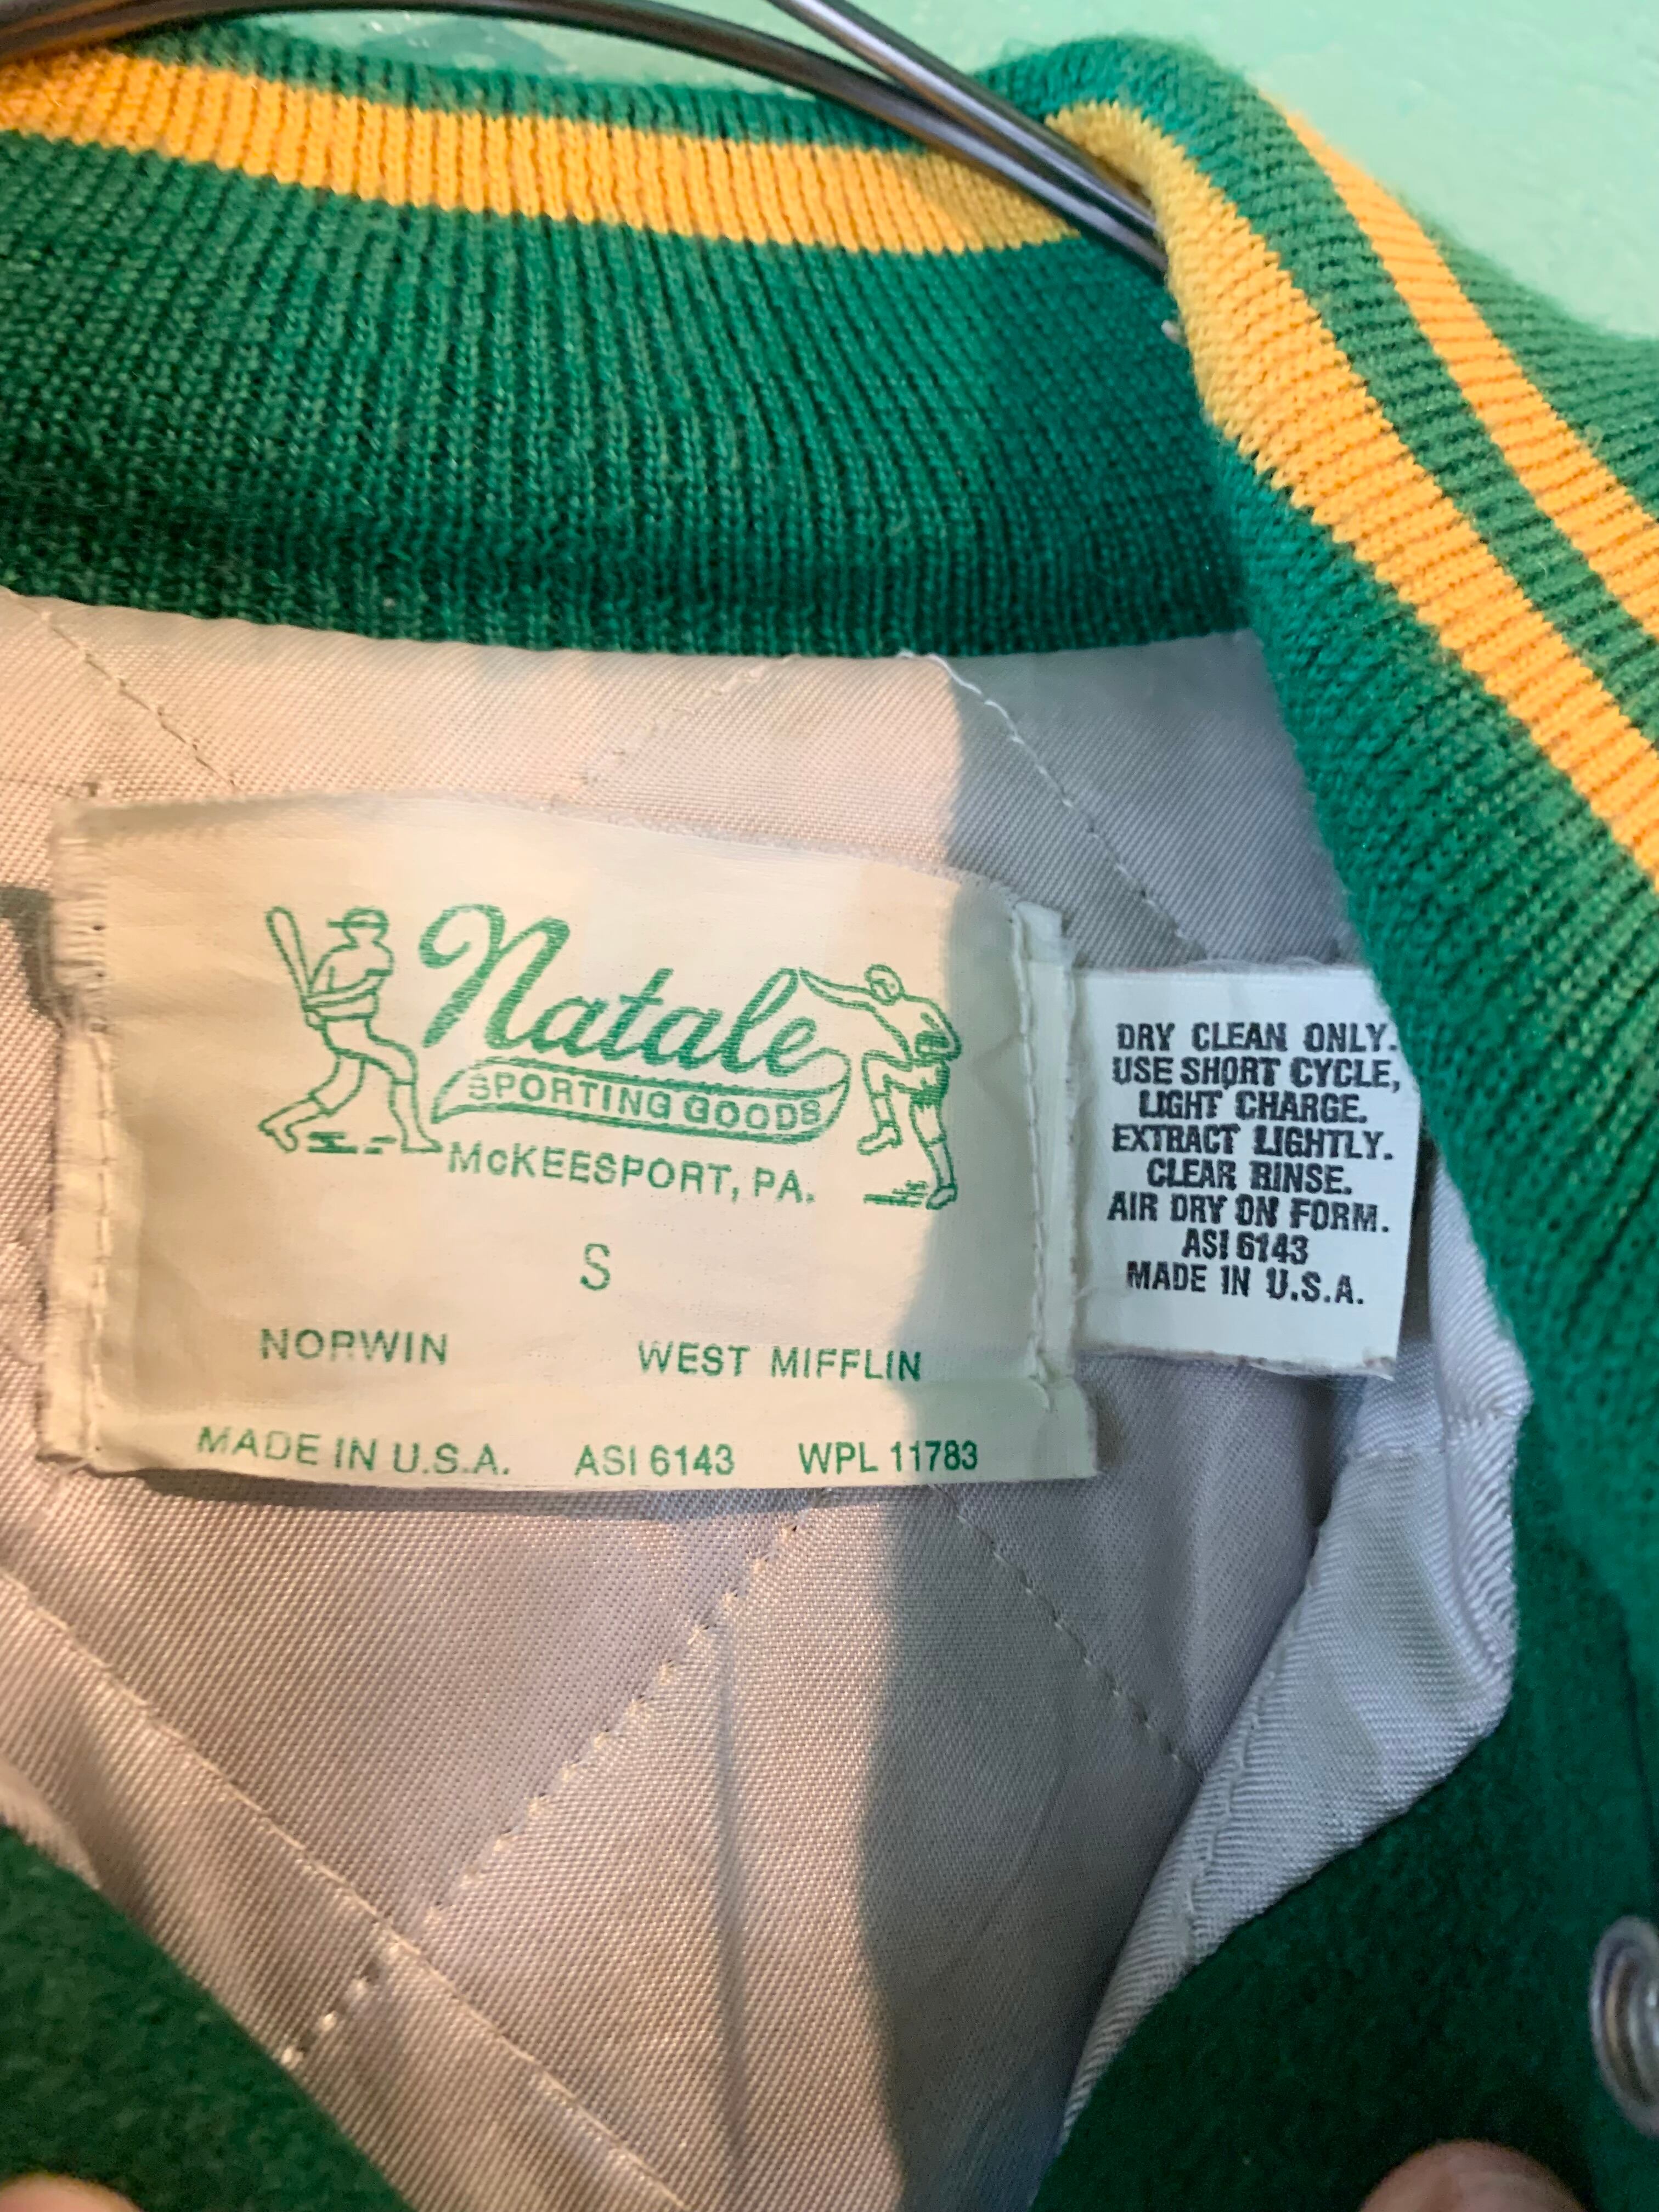 Natale
SPORTING GOODS
McKEESPORT, PA.
S
NORWIN WEST MIFFLIN
MADE IN U.S.A. ASI 6143 WPL 11783
DRY CLEAN ONLY.
USE SHORT CYCLE,
LIGHT CHARGE.
EXTRACT LIGHTLY.
CLEAR RINSE.
AIR DRY ON FORM.
ASI 6143
MADE IN U.S.A.